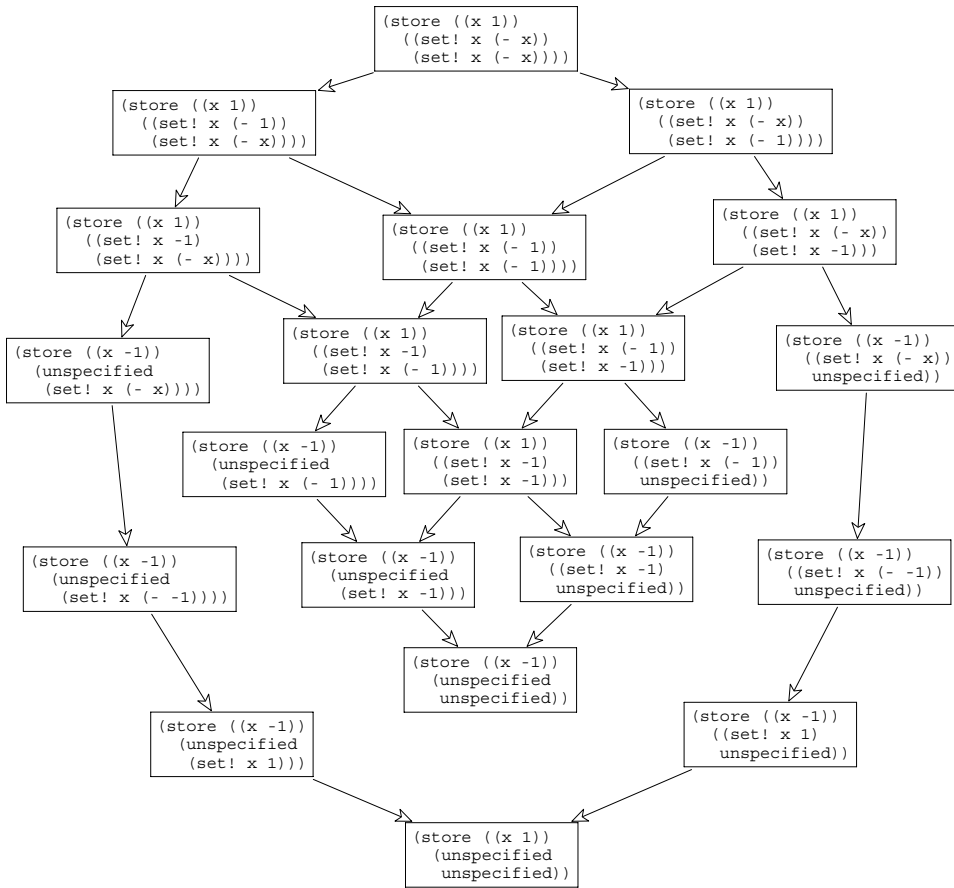 (store ((x 1))
  ((set! x (- x))
   (set! x (- x))))
(store ((x 1))
  ((set! x (- 1))
   (set! x (- x))))
(store ((x 1))
  ((set! x (- x))
   (set! x (- 1))))
(store ((x 1))
  ((set! x -1)
   (set! x (- x))))
(store ((x 1))
  ((set! x (- 1))
   (set! x (- 1))))
(store ((x 1))
  ((set! x (- x))
   (set! x -1)))
(store ((x -1))
  (unspecified
   (set! x (- x))))
(store ((x 1))
  ((set! x -1)
   (set! x (- 1))))
(store ((x 1))
  ((set! x (- 1))
   (set! x -1)))
(store ((x -1))
  ((set! x (- x))
   unspecified))
(store ((x -1))
  (unspecified
   (set! x (- 1))))
(store ((x 1))
  ((set! x -1)
   (set! x -1)))
(store ((x -1))
  ((set! x (- 1))
   unspecified))
(store ((x -1))
  (unspecified
   (set! x (- -1))))
(store ((x -1))
  (unspecified
   (set! x -1)))
(store ((x -1))
  ((set! x -1)
   unspecified))
(store ((x -1))
  ((set! x (- -1))
   unspecified))
(store ((x -1))
  (unspecified
   unspecified))
(store ((x -1))
  (unspecified
   (set! x 1)))
(store ((x -1))
  ((set! x 1)
   unspecified))
(store ((x 1))
  (unspecified
   unspecified))